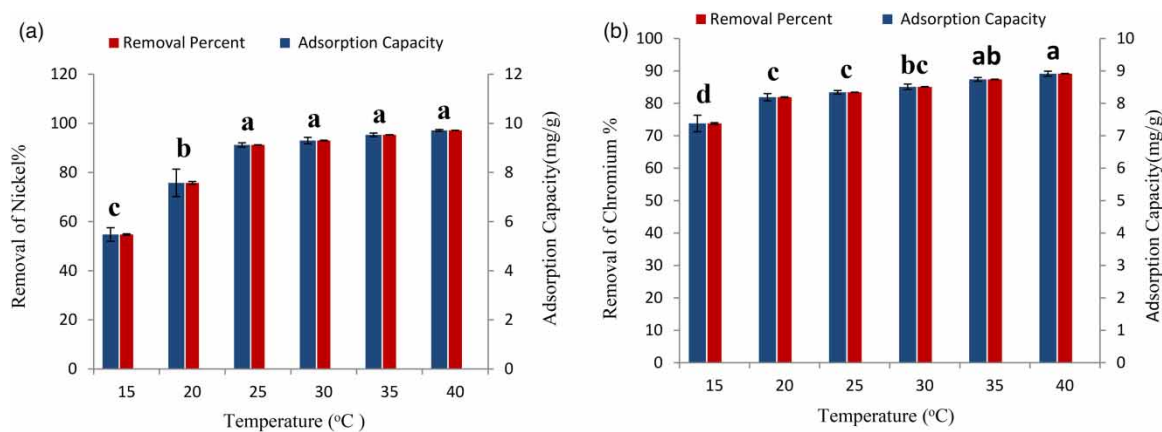 (a)
Removal Percent Adsorption Capacity
120
100
80
60
40
20
0
12
10
8
6
4
2
0
c b a a a a
15 20 25 30 35 40
Removal of Nickel%
Adsorption Capacity(mg/g)
Temperature (°C )
(b)
Removal Percent Adsorption Capacity
100
90
80
70
60
50
40
30
20
10
0
10
9
8
7
6
5
4
3
2
1
0
d c c bc ab a
15 20 25 30 35 40
Removal of Chromium %
Adsorption Capacity(mg/g)
Temperature (°C)